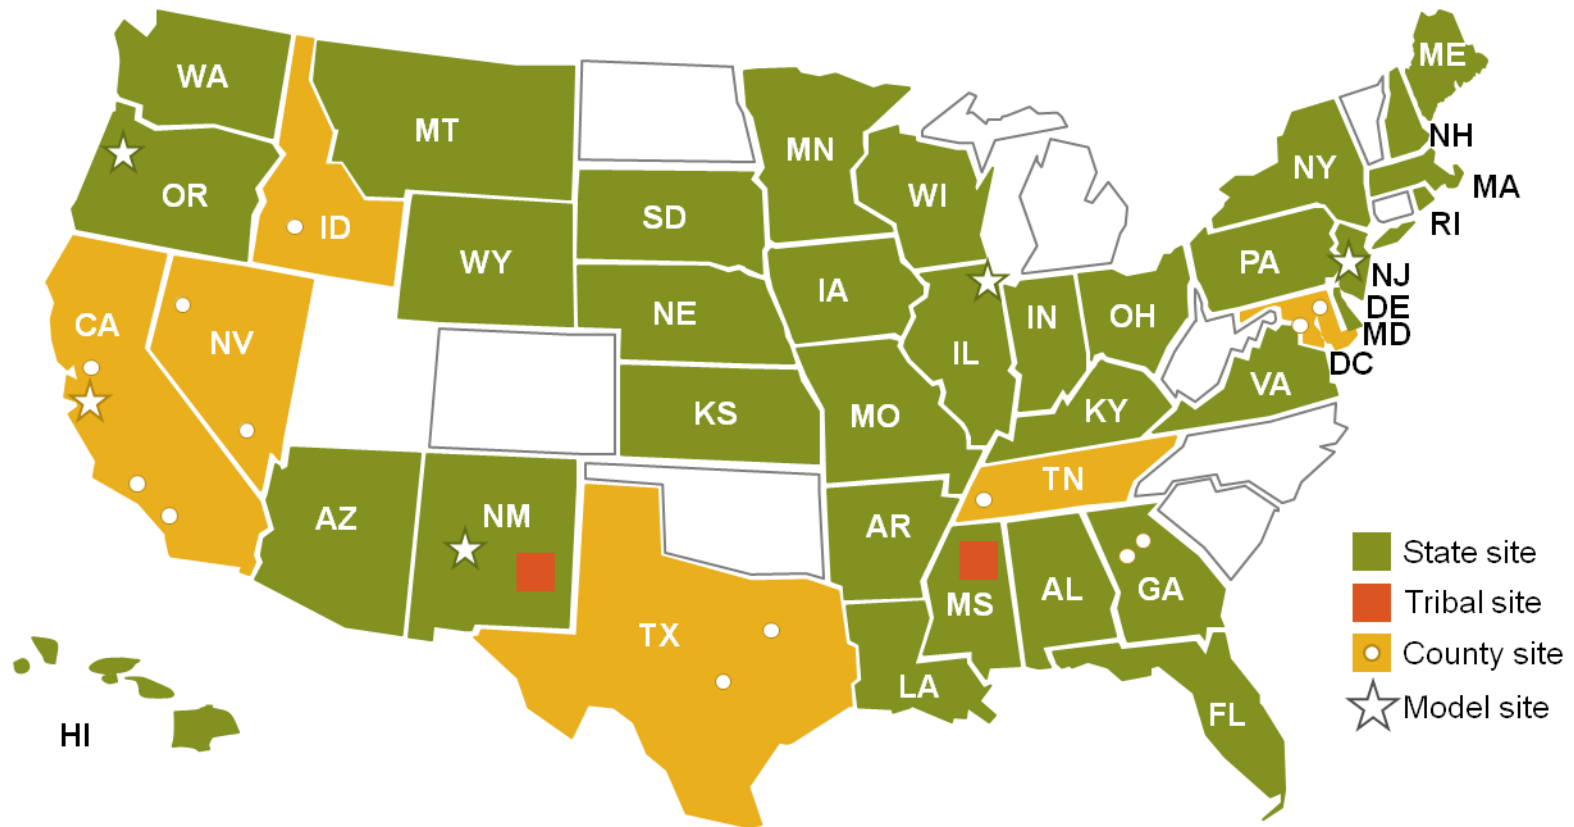 ME
WA
MT
MN
NH
NY
MA
OR
WI
ID
SD
RI
WY
PA
NJ
IA
DE
CA
NV
NE
IN
OH
MD
IL
DC
VA
KS
MO
KY
TN
AZ
NM
AR
State site
MS
AL
GA
Tribal site
TX
County site
LA
HI
FL
Model site